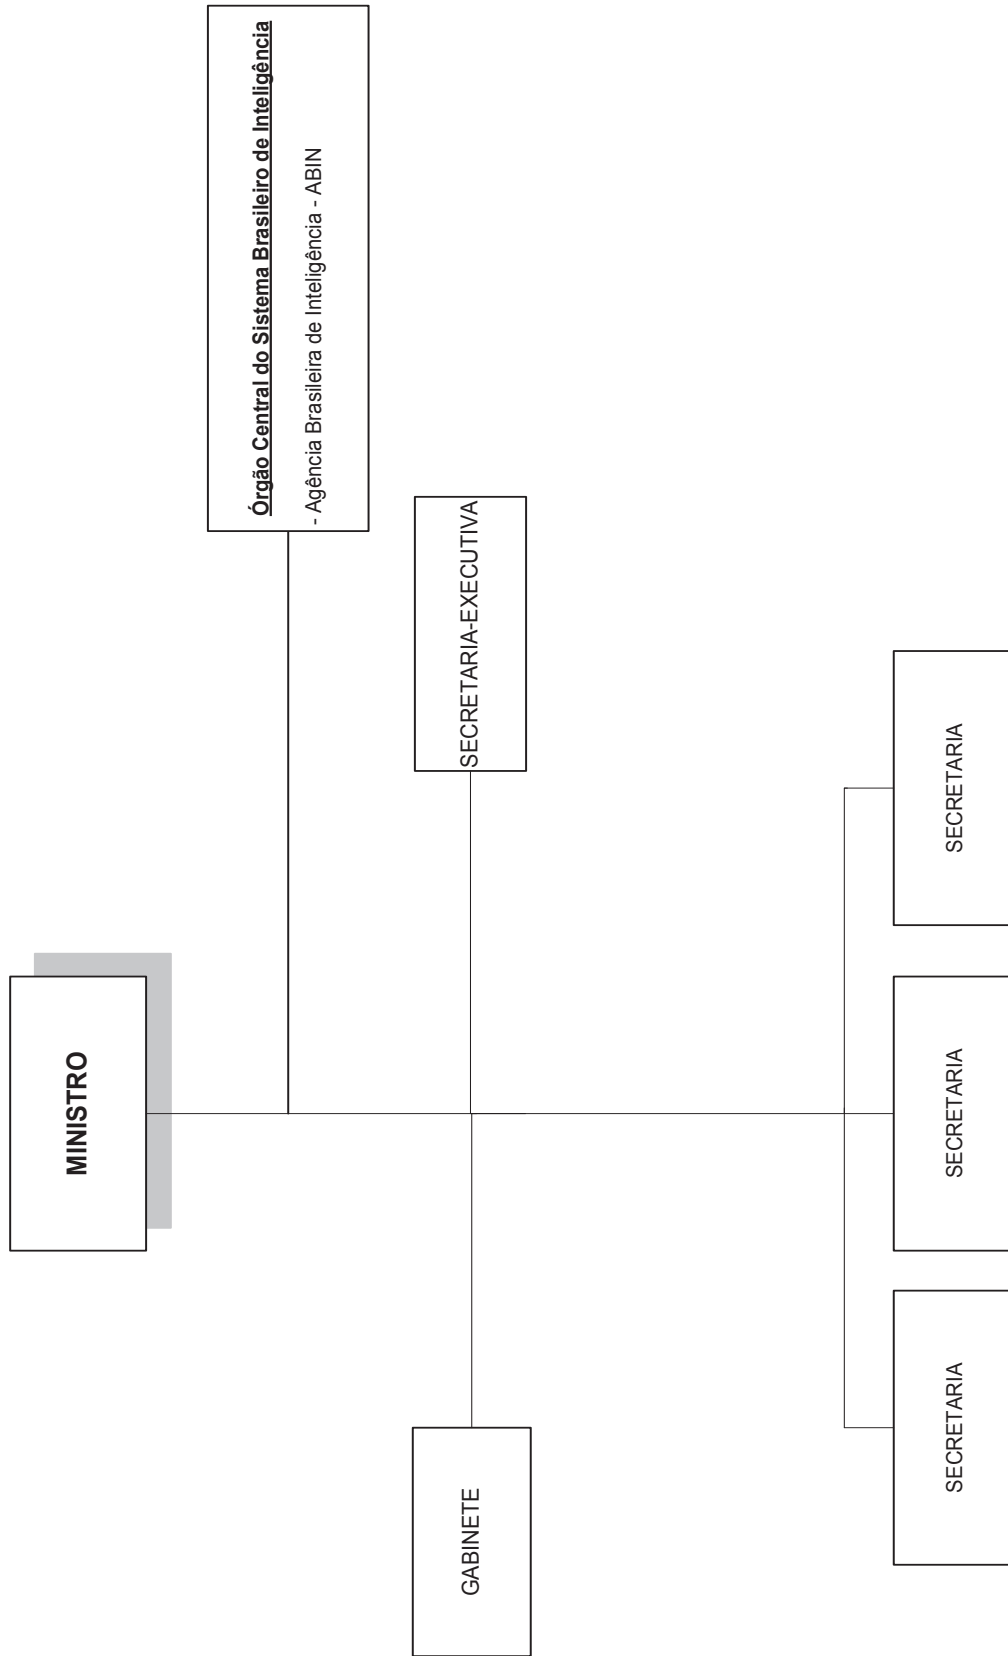 MINISTRO
Órgão Central do Sistema Brasileiro de Inteligência
- Agência Brasileira de Inteligência - ABIN
GABINETE
SECRETARIA-EXECUTIVA
SECRETARIA
SECRETARIA
SECRETARIA